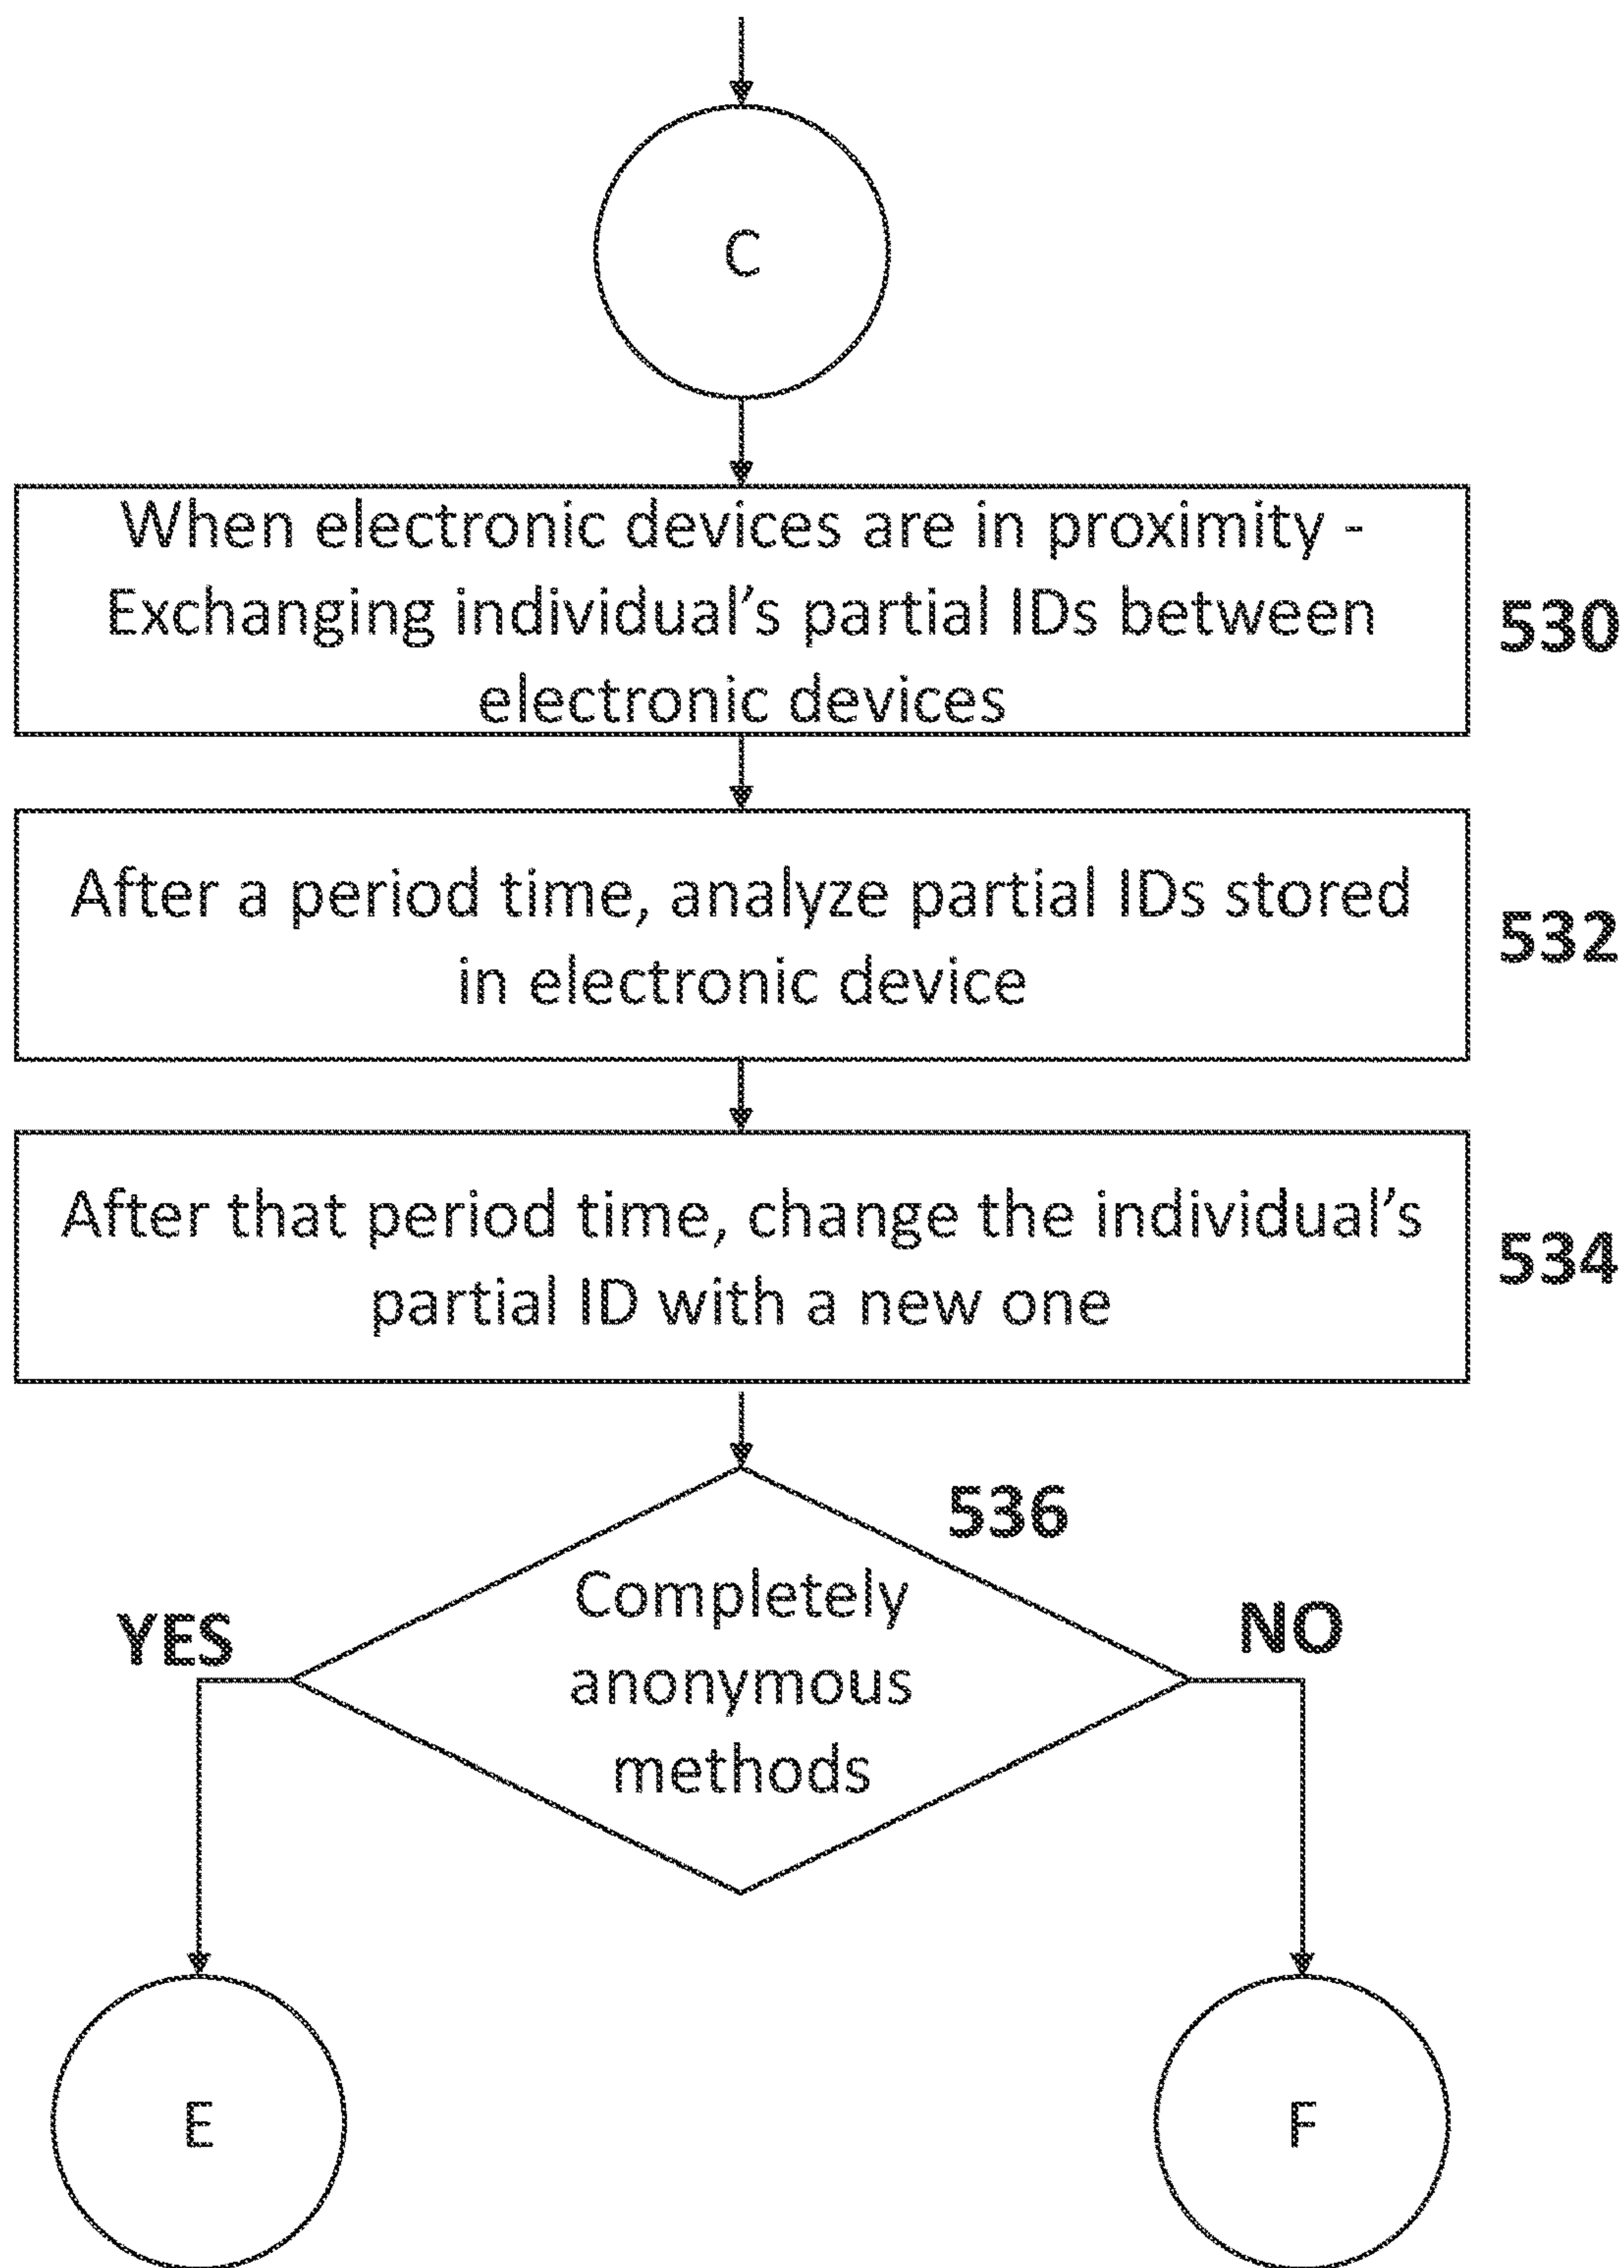 C
When electronic devices are in proximity -
Exchanging individual's partial IDs between
electronic devices
530
After a period time, analyze partial IDs stored
in electronic device
532
After that period time, change the individual's
partial ID with a new one
534
536
Completely
anonymous
methods
YES
NO
E
F